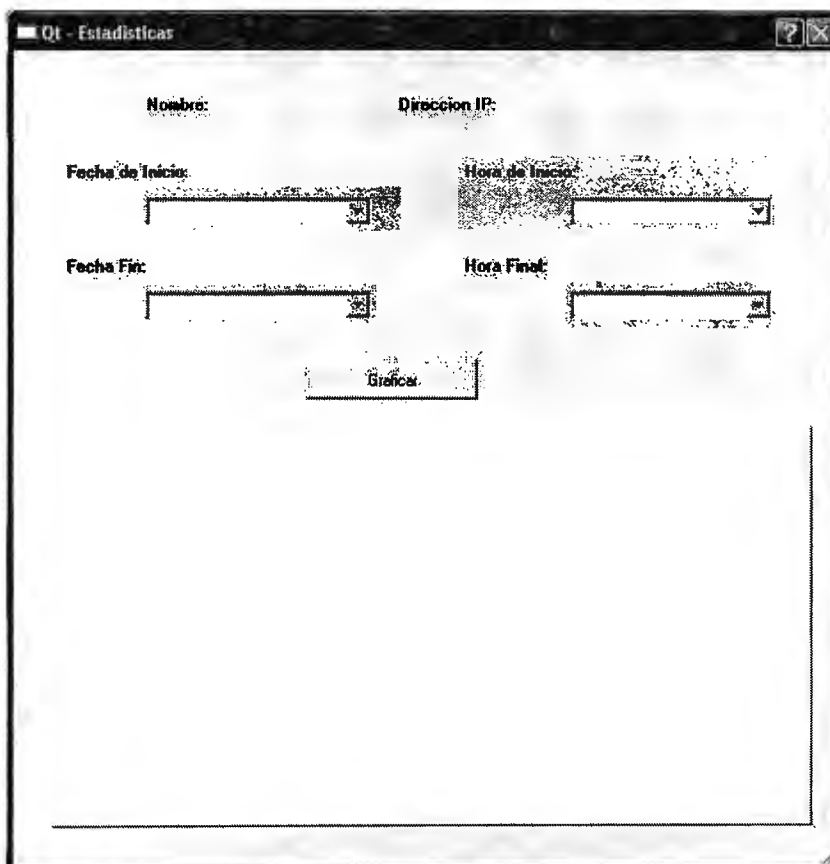 Qt - Estadisticas
Nombre: Direccion IP:
Fecha de Inicio: Hora de Inicio:
Fecha Fin: Hora Final:
Graficar